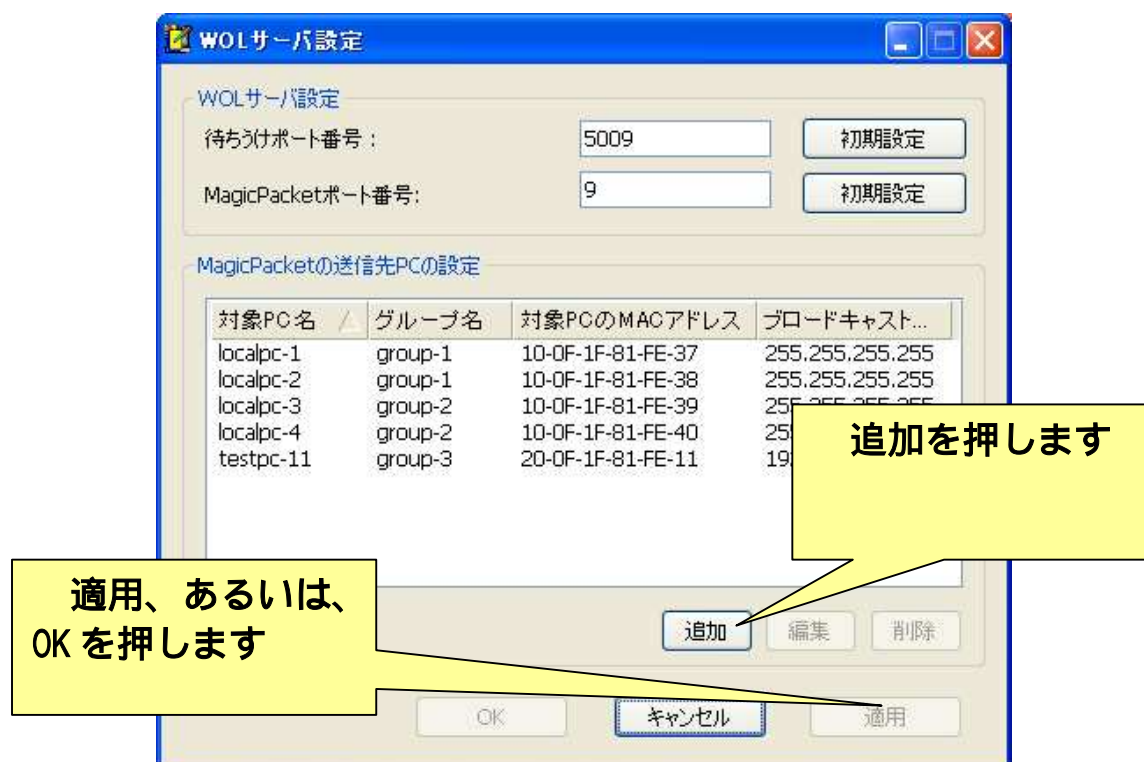 WOLサーバ設定
WOLサーバ設定
待ちうけポート番号：
5009
初期設定
MagicPacketポート番号:
9
初期設定
MagicPacketの送信先PCの設定
対象PC名 グループ名 対象PCのMACアドレス ブロードキャスト...
localpc-1 group-1 10-0F-1F-81-FE-37 255.255.255.255
localpc-2 group-1 10-0F-1F-81-FE-38 255.255.255.255
localpc-3 group-2 10-0F-1F-81-FE-39
localpc-4 group-2 10-0F-1F-81-FE-40
testpc-11 group-3 20-0F-1F-81-FE-11
追加を押します
適用、あるいは、
OKを押します
追加 編集 削除
OK キャンセル 適用